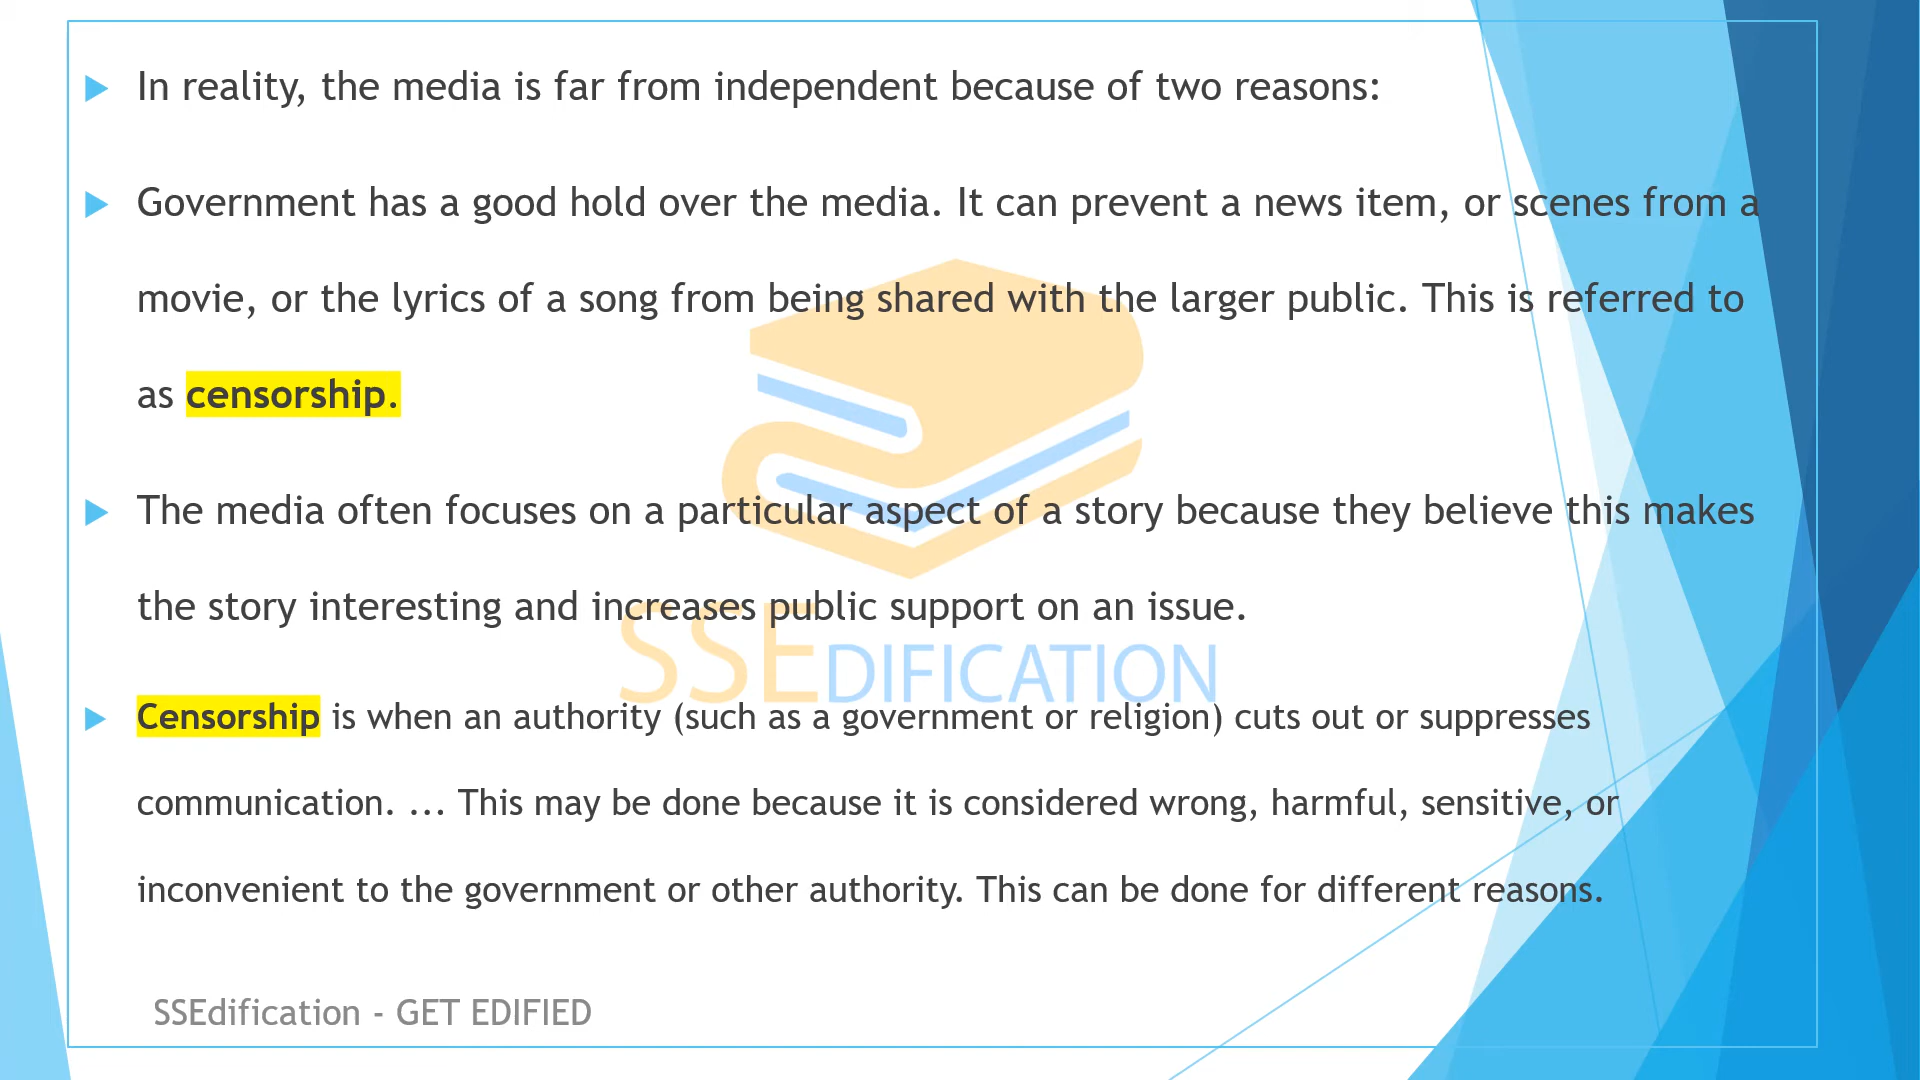 In reality, the media is far from independent because of two reasons:
Government has a good hold over the media. It can prevent a news item, or scenes from a
movie, or the lyrics of a song from being shared with the larger public. This is referred to
as censorship.
The media often focuses on a particular aspect of a story because they believe this makes
the story interesting and increases public support on an issue.
SSEDIFICATION
Censorship is when an authority (such as a government or religion) cuts out or suppresses
communication. ... This may be done because it is considered wrong, harmful, sensitive, or
inconvenient to the government or other authority. This can be done for different reasons.
SSEdification - GET EDIFIED